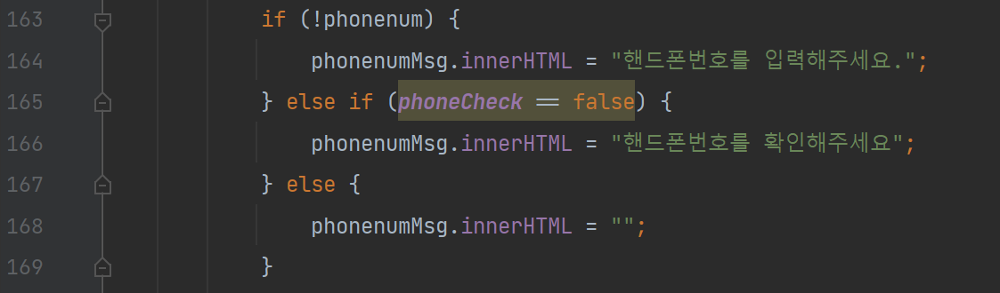 163 if (!phonenum) {
164 phonenumMsg.innerHTML = "핸드폰번호를 입력해주세요.";
165 } else if (phoneCheck == false) {
166 phonenumMsg.innerHTML = "핸드폰번호를 확인해주세요";
167 } else {
168 phonenumMsg.innerHTML = "";
169 }